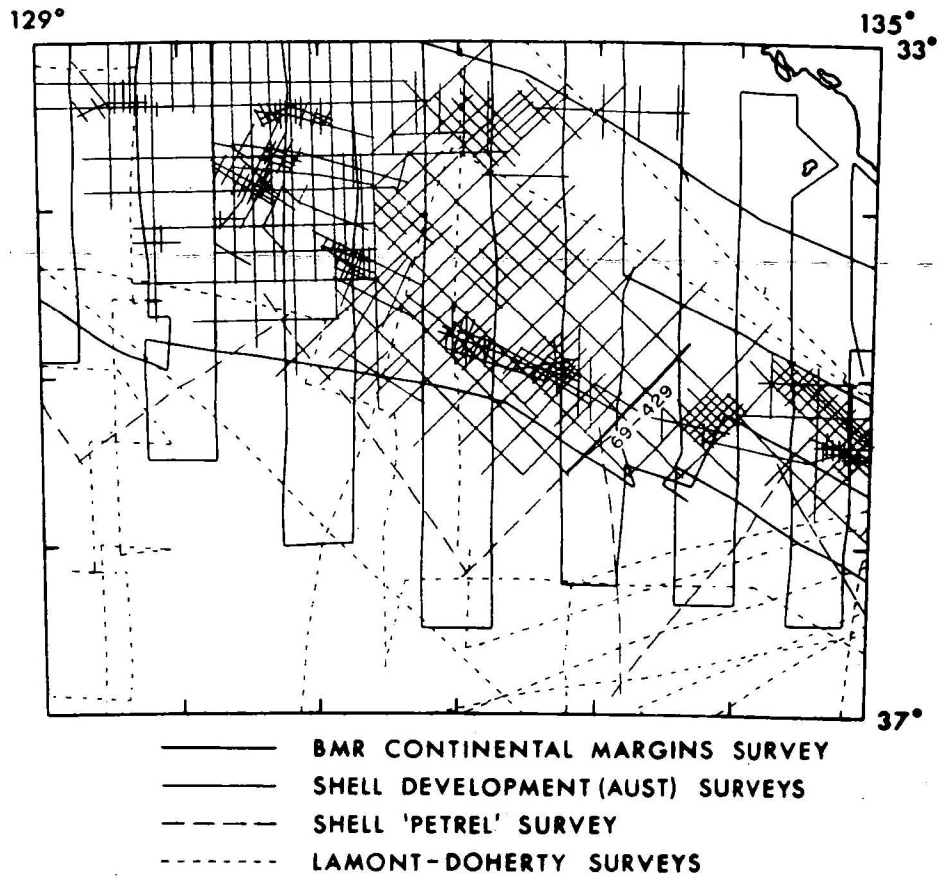 129°
135°
33°
69-429
37°
BMR CONTINENTAL MARGINS SURVEY
SHELL DEVELOPMENT (AUST) SURVEYS
SHELL 'PETREL' SURVEY
LAMONT-DOHERTY SURVEYS